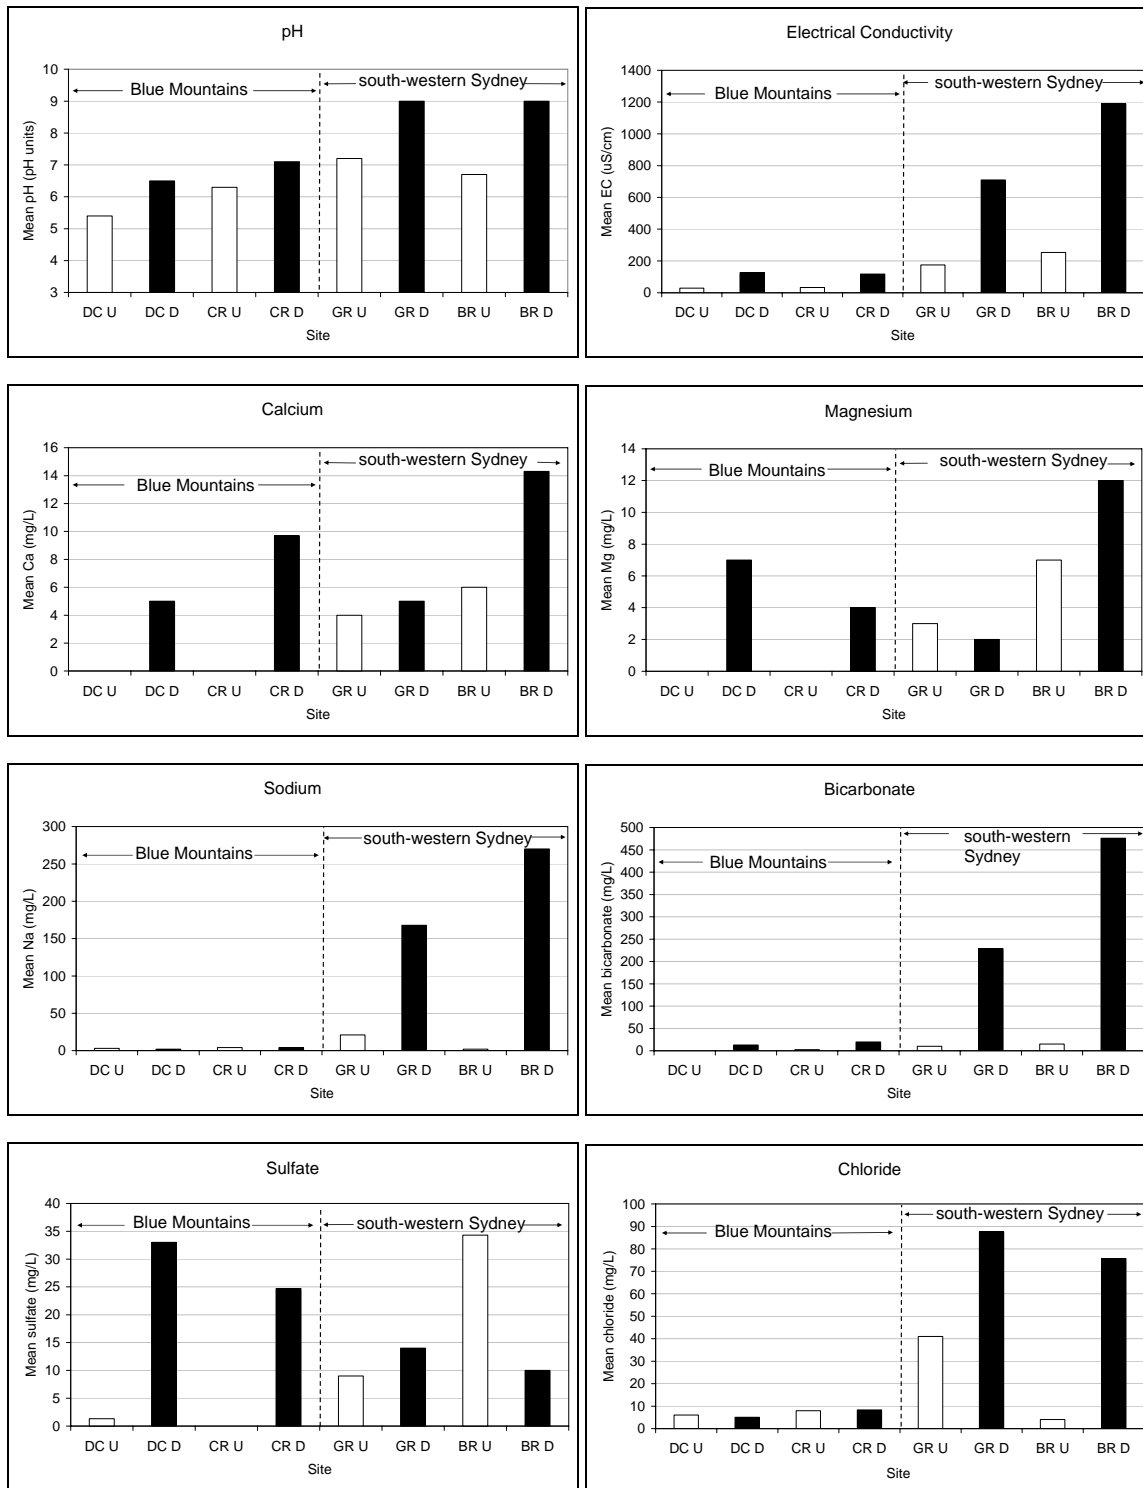 pH
10
9
8
7
6
5
4
3
Mean pH (pH units)
Blue Mountains
south-western Sydney
DC U DC D CR U CR D GR U GR D BR U BR D
Site
Electrical Conductivity
1400
1200
1000
800
600
400
200
0
Mean EC (uS/cm)
Blue Mountains
south-western Sydney
DC U DC D CR U CR D GR U GR D BR U BR D
Site
Calcium
16
14
12
10
8
6
4
2
0
Mean Ca (mg/L)
Blue Mountains
south-western Sydney
DC U DC D CR U CR D GR U GR D BR U BR D
Site
Magnesium
14
12
10
8
6
4
2
0
Mean Mg (mg/L)
Blue Mountains
south-western Sydney
DC U DC D CR U CR D GR U GR D BR U BR D
Site
Sodium
300
250
200
150
100
50
0
Mean Na (mg/L)
Blue Mountains
south-western Sydney
DC U DC D CR U CR D GR U GR D BR U BR D
Site
Bicarbonate
500
450
400
350
300
250
200
150
100
50
0
Mean bicarbonate (mg/L)
Blue Mountains
south-western
Sydney
DC U DC D CR U CR D GR U GR D BR U BR D
Site
Sulfate
40
35
30
25
20
15
10
5
0
Mean sulfate (mg/L)
Blue Mountains
south-western Sydney
DC U DC D CR U CR D GR U GR D BR U BR D
Site
Chloride
100
90
80
70
60
50
40
30
20
10
0
Mean chloride (mg/L)
Blue Mountains
south-western Sydney
DC U DC D CR U CR D GR U GR D BR U BR D
Site